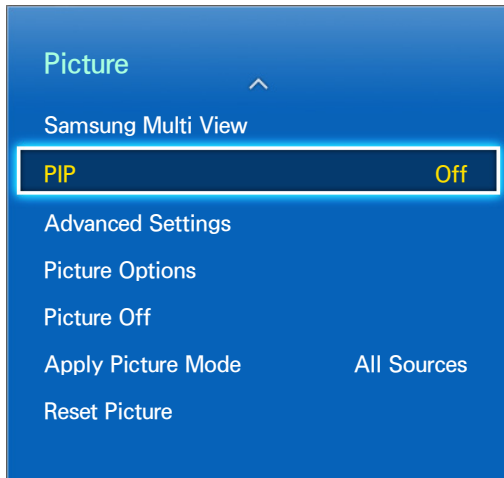 Picture
Samsung Multi View
PIP Off
Advanced Settings
Picture Options
Picture Off
Apply Picture Mode All Sources
Reset Picture